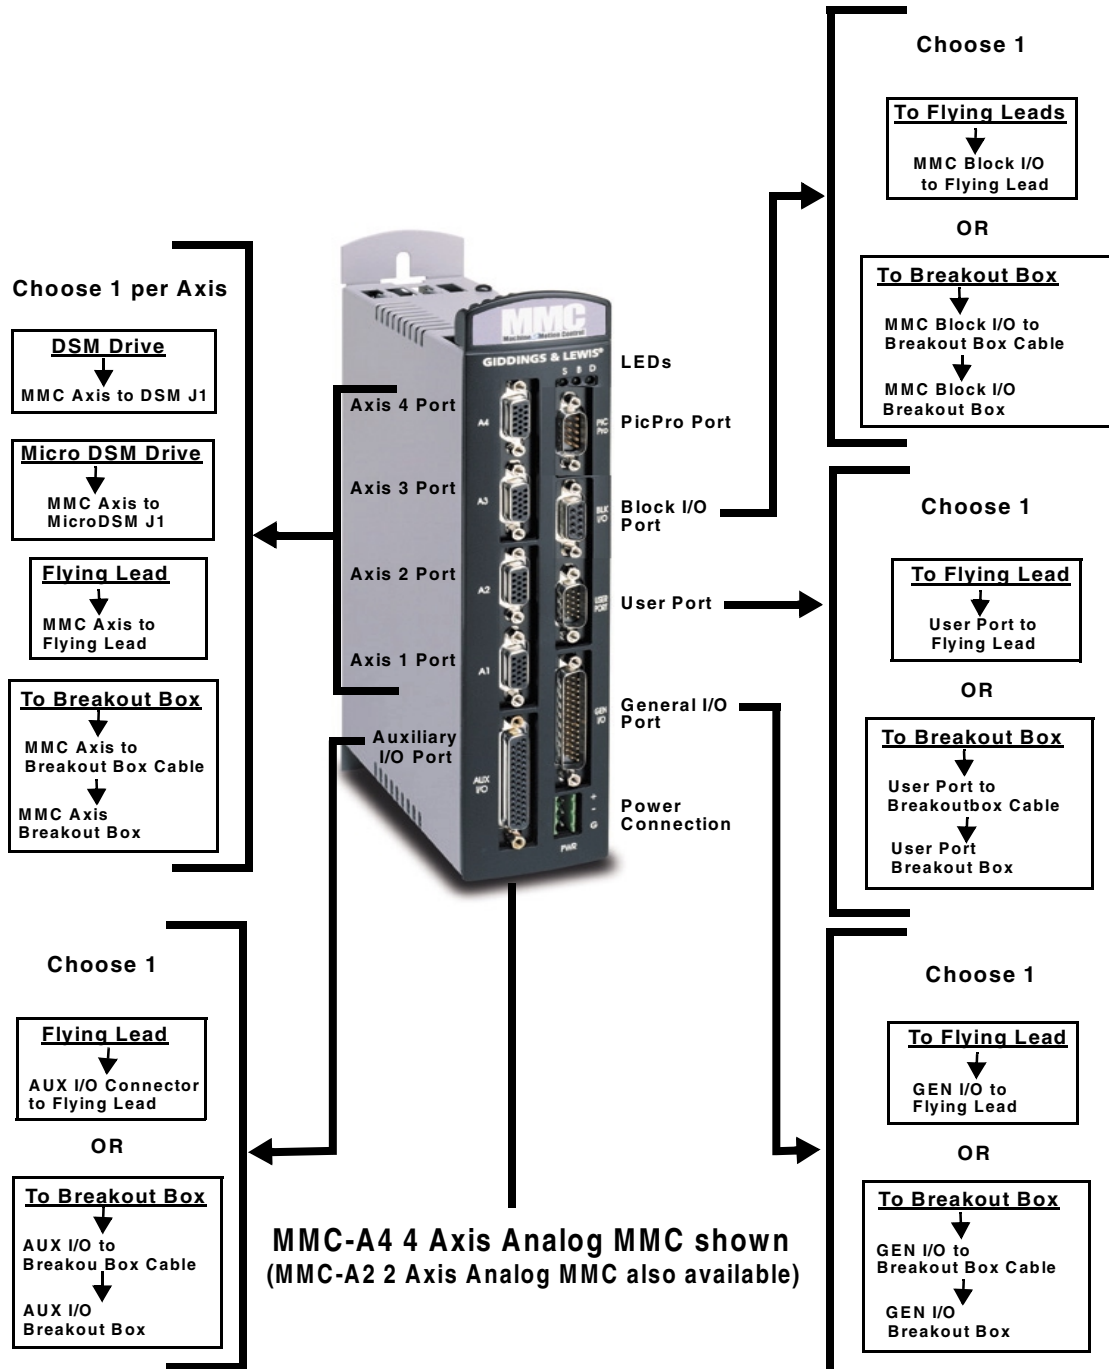 Choose 1
To Flying Leads
MMC Block I/O
to Flying Lead
OR
To Breakout Box
MMC Block I/O to
Breakout Box Cable
MMC Block I/O
Breakout Box
Choose 1 per Axis
DSM Drive
MMC Axis to DSM J1
Micro DSM Drive
MMC Axis to
MicroDSM J1
Flying Lead
MMC Axis to
Flying Lead
To Breakout Box
MMC Axis to
Breakout Box Cable
MMC Axis
Breakout Box
Axis 4 Port
Axis 3 Port
Axis 2 Port
Axis 1 Port
Auxiliary
I/O Port
MMC
Machine & Motion Control
GIDDINGS & LEWIS®
S B D
A4
PIC
Pro
A3
BLK
I/O
A2
USER
PORT
A1
GEN
I/O
AUX
I/O
+
-
G
PWR
LEDs
PicPro Port
Block I/O
Port
User Port
General I/O
Port
Power
Connection
Choose 1
To Flying Lead
User Port to
Flying Lead
OR
To Breakout Box
User Port to
Breakoutbox Cable
User Port
Breakout Box
Choose 1
Flying Lead
AUX I/O Connector
to Flying Lead
OR
To Breakout Box
AUX I/O to
Breakou Box Cable
AUX I/O
Breakout Box
MMC-A4 4 Axis Analog MMC shown
(MMC-A2 2 Axis Analog MMC also available)
Choose 1
To Flying Lead
GEN I/O to
Flying Lead
OR
To Breakout Box
GEN I/O to
Breakout Box Cable
GEN I/O
Breakout Box